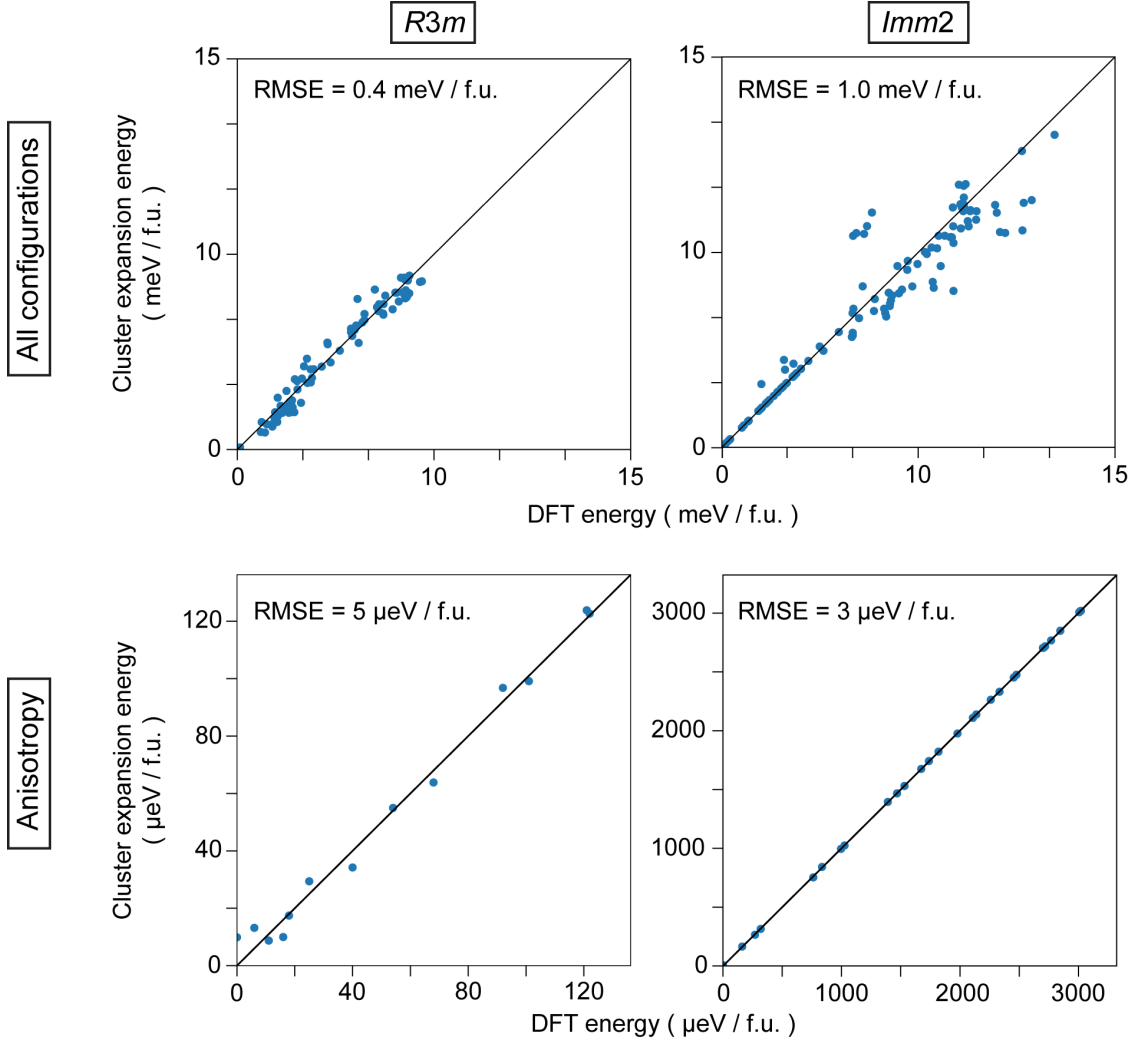 R3m
Imm2
All configurations
Cluster expansion energy
( meV / f.u. )
15
10
0
RMSE = 0.4 meV / f.u.
0
10
15
15
10
0
RMSE = 1.0 meV / f.u.
0
10
15
DFT energy ( meV / f.u. )
Anisotropy
Cluster expansion energy
( µeV / f.u. )
120
80
40
0
RMSE = 5 µeV / f.u.
0
40
80
120
3000
2000
1000
0
RMSE = 3 µeV / f.u.
0
1000
2000
3000
DFT energy ( µeV / f.u. )